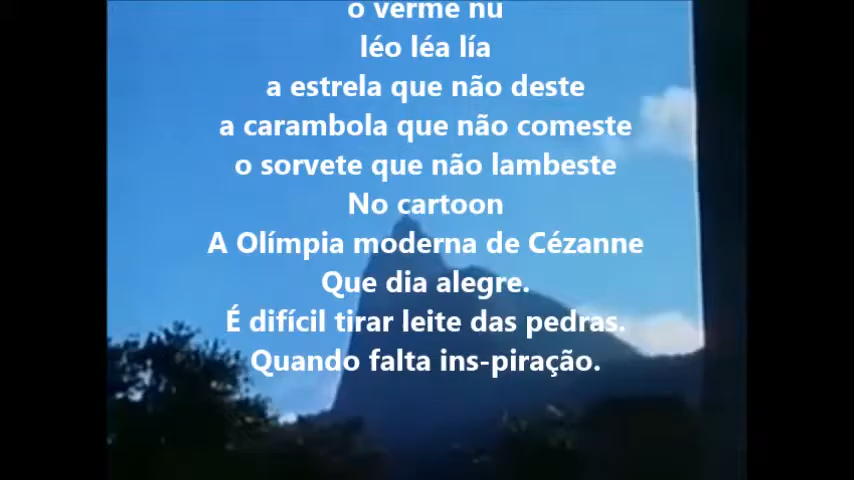 o verme nu
léo léa lía
a estrela que não deste
a carambola que não comeste
o sorvete que não lambeste
No cartoon
A Olímpia moderna de Cézanne
Que dia alegre.
É difícil tirar leite das pedras.
Quando falta ins-piração.